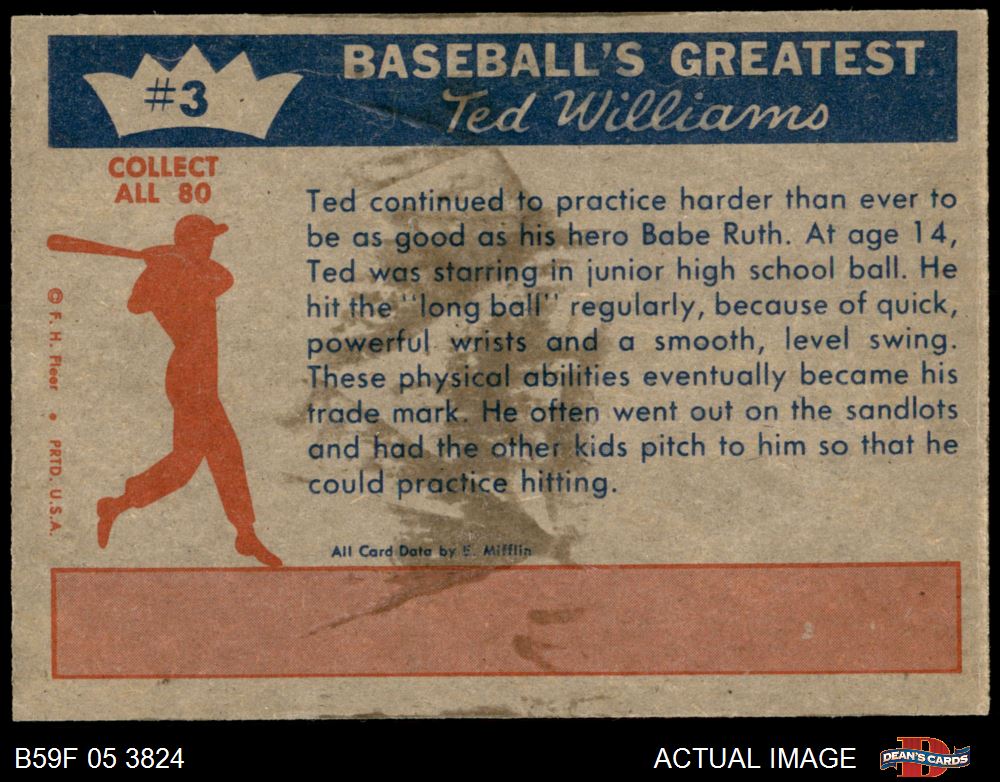 #3
BASEBALL'S GREATEST
Ted Williams
COLLECT
ALL 80
© F. H. Fleer • PRTD. U.S.A.
Ted continued to practice harder than ever to
be as good as his hero Babe Ruth. At age 14,
Ted was starring in junior high school ball. He
hit the "long ball" regularly, because of quick,
powerful wrists and a smooth, level swing.
These physical abilities eventually became his
trade mark. He often went out on the sandlots
and had the other kids pitch to him so that he
could practice hitting.
All Card Data by E. Mifflin
B59F 05 3824
ACTUAL IMAGE
D
DEAN'S CARDS